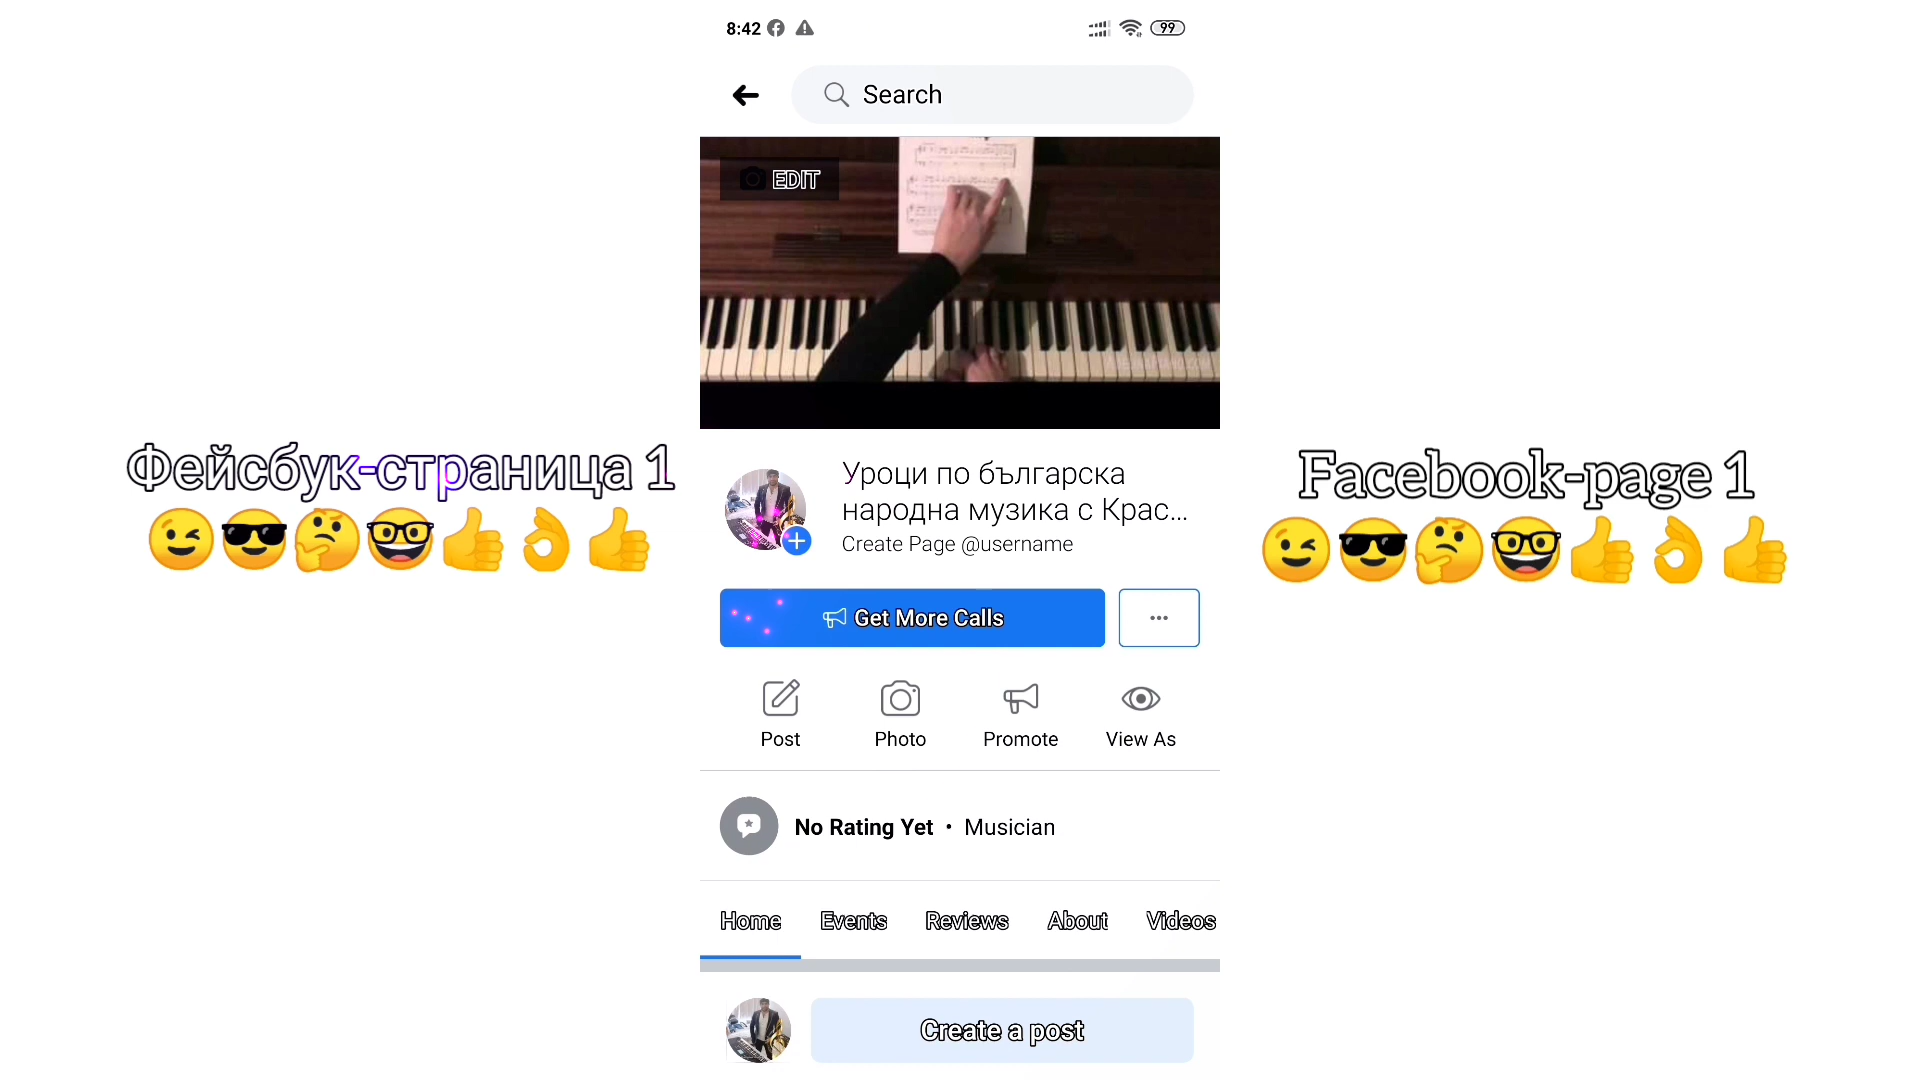 8:42
99
Search
EDIT
Фейсбук-страница 1
Facebook-page 1
Уроци по българска
народна музика с Крас...
Create Page @username
Get More Calls
Post
Photo
Promote
View As
No Rating Yet • Musician
Home
Events
Reviews
About
Videos
Create a post